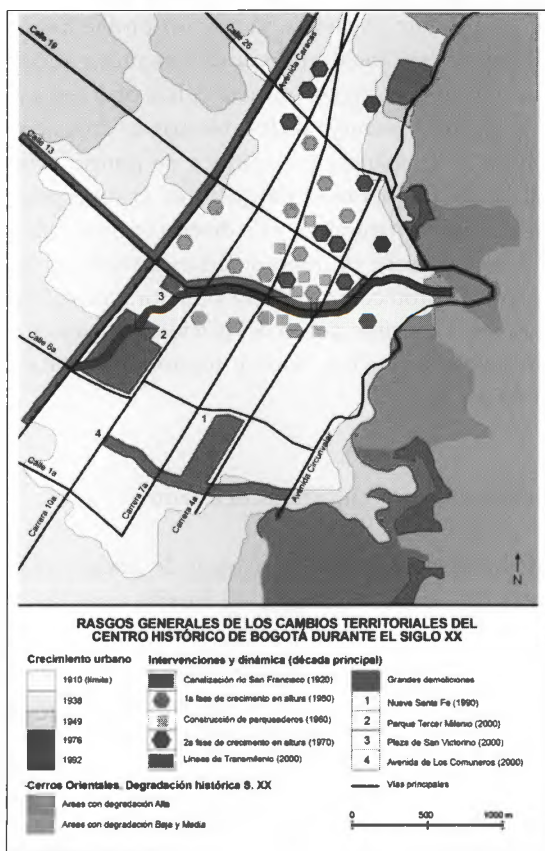 Calle 19
Calle 26
Avenida Caracas
Calle 13
3
2
Calle 6a
1
4
Calle 1a
Carrera 10a
Carrera 7a
Carrera 4a
Avenida Circunvalar
N
RASGOS GENERALES DE LOS CAMBIOS TERRITORIALES DEL
CENTRO HISTÓRICO DE BOGOTÁ DURANTE EL SIGLO XX
Crecimiento urbano
1910 (límite)
1938
1949
1976
1992
Intervenciones y dinámica (década principal)
Canalización río San Francisco (1920)
1a fase de crecimiento en altura (1950)
Construcción de parqueaderos (1960)
2a fase de crecimiento en altura (1970)
Líneas de Transmilenio (2000)
Grandes demoliciones
1 Nueva Santa Fe (1990)
2 Parque Tercer Milenio (2000)
3 Plaza de San Victorino (2000)
4 Avenida de Los Comuneros (2000)
Vías principales
Cerros Orientales. Degradación histórica S. XX
Areas con degradación Alta
Areas con degradación Baja y Media
0 500 1000 m